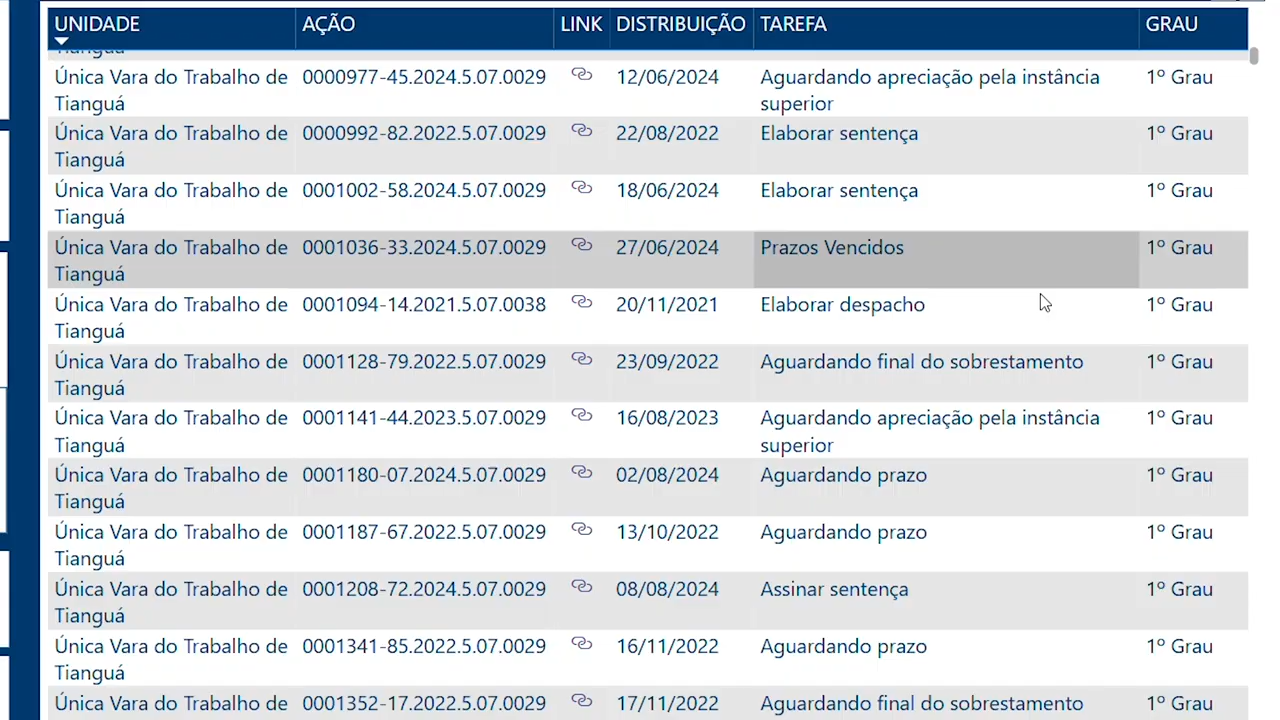 UNIDADE AÇÃO LINK DISTRIBUIÇÃO TAREFA GRAU
Tianguá
Única Vara do Trabalho de 0000977-45.2024.5.07.0029 12/06/2024 Aguardando apreciação pela instância 1º Grau
Tianguá superior
Única Vara do Trabalho de 0000992-82.2022.5.07.0029 22/08/2022 Elaborar sentença 1º Grau
Tianguá
Única Vara do Trabalho de 0001002-58.2024.5.07.0029 18/06/2024 Elaborar sentença 1º Grau
Tianguá
Única Vara do Trabalho de 0001036-33.2024.5.07.0029 27/06/2024 Prazos Vencidos 1º Grau
Tianguá
Única Vara do Trabalho de 0001094-14.2021.5.07.0038 20/11/2021 Elaborar despacho 1º Grau
Tianguá
Única Vara do Trabalho de 0001128-79.2022.5.07.0029 23/09/2022 Aguardando final do sobrestamento 1º Grau
Tianguá
Única Vara do Trabalho de 0001141-44.2023.5.07.0029 16/08/2023 Aguardando apreciação pela instância 1º Grau
Tianguá superior
Única Vara do Trabalho de 0001180-07.2024.5.07.0029 02/08/2024 Aguardando prazo 1º Grau
Tianguá
Única Vara do Trabalho de 0001187-67.2022.5.07.0029 13/10/2022 Aguardando prazo 1º Grau
Tianguá
Única Vara do Trabalho de 0001208-72.2024.5.07.0029 08/08/2024 Assinar sentença 1º Grau
Tianguá
Única Vara do Trabalho de 0001341-85.2022.5.07.0029 16/11/2022 Aguardando prazo 1º Grau
Tianguá
Única Vara do Trabalho de 0001352-17.2022.5.07.0029 17/11/2022 Aguardando final do sobrestamento 1º Grau